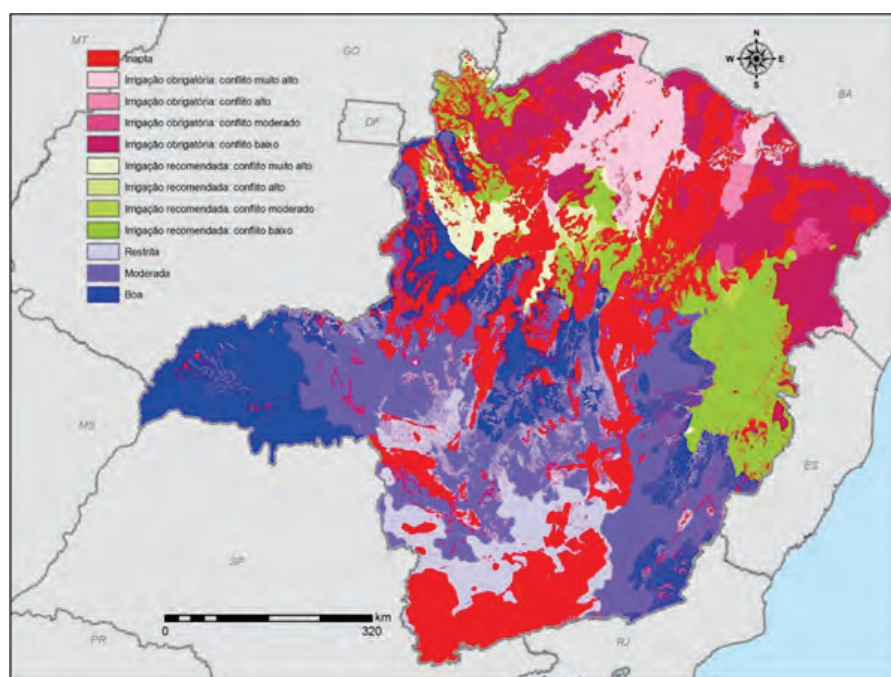 MT
GO
N
W E
S
BA
DF
Inapta
Irrigação obrigatória: conflito muito alto
Irrigação obrigatória: conflito alto
Irrigação obrigatória: conflito moderado
Irrigação obrigatória: conflito baixo
Irrigação recomendada: conflito muito alto
Irrigação recomendada: conflito alto
Irrigação recomendada: conflito moderado
Irrigação recomendada: conflito baixo
Restrita
Moderada
Boa
MS
ES
SP
km
0 320
PR
RJ